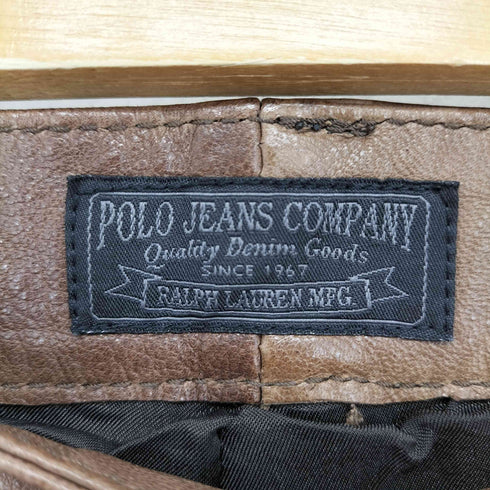 POLO JEANS COMPANY
Quality Denim Goods
SINCE 1967
RALPH LAUREN MFG.